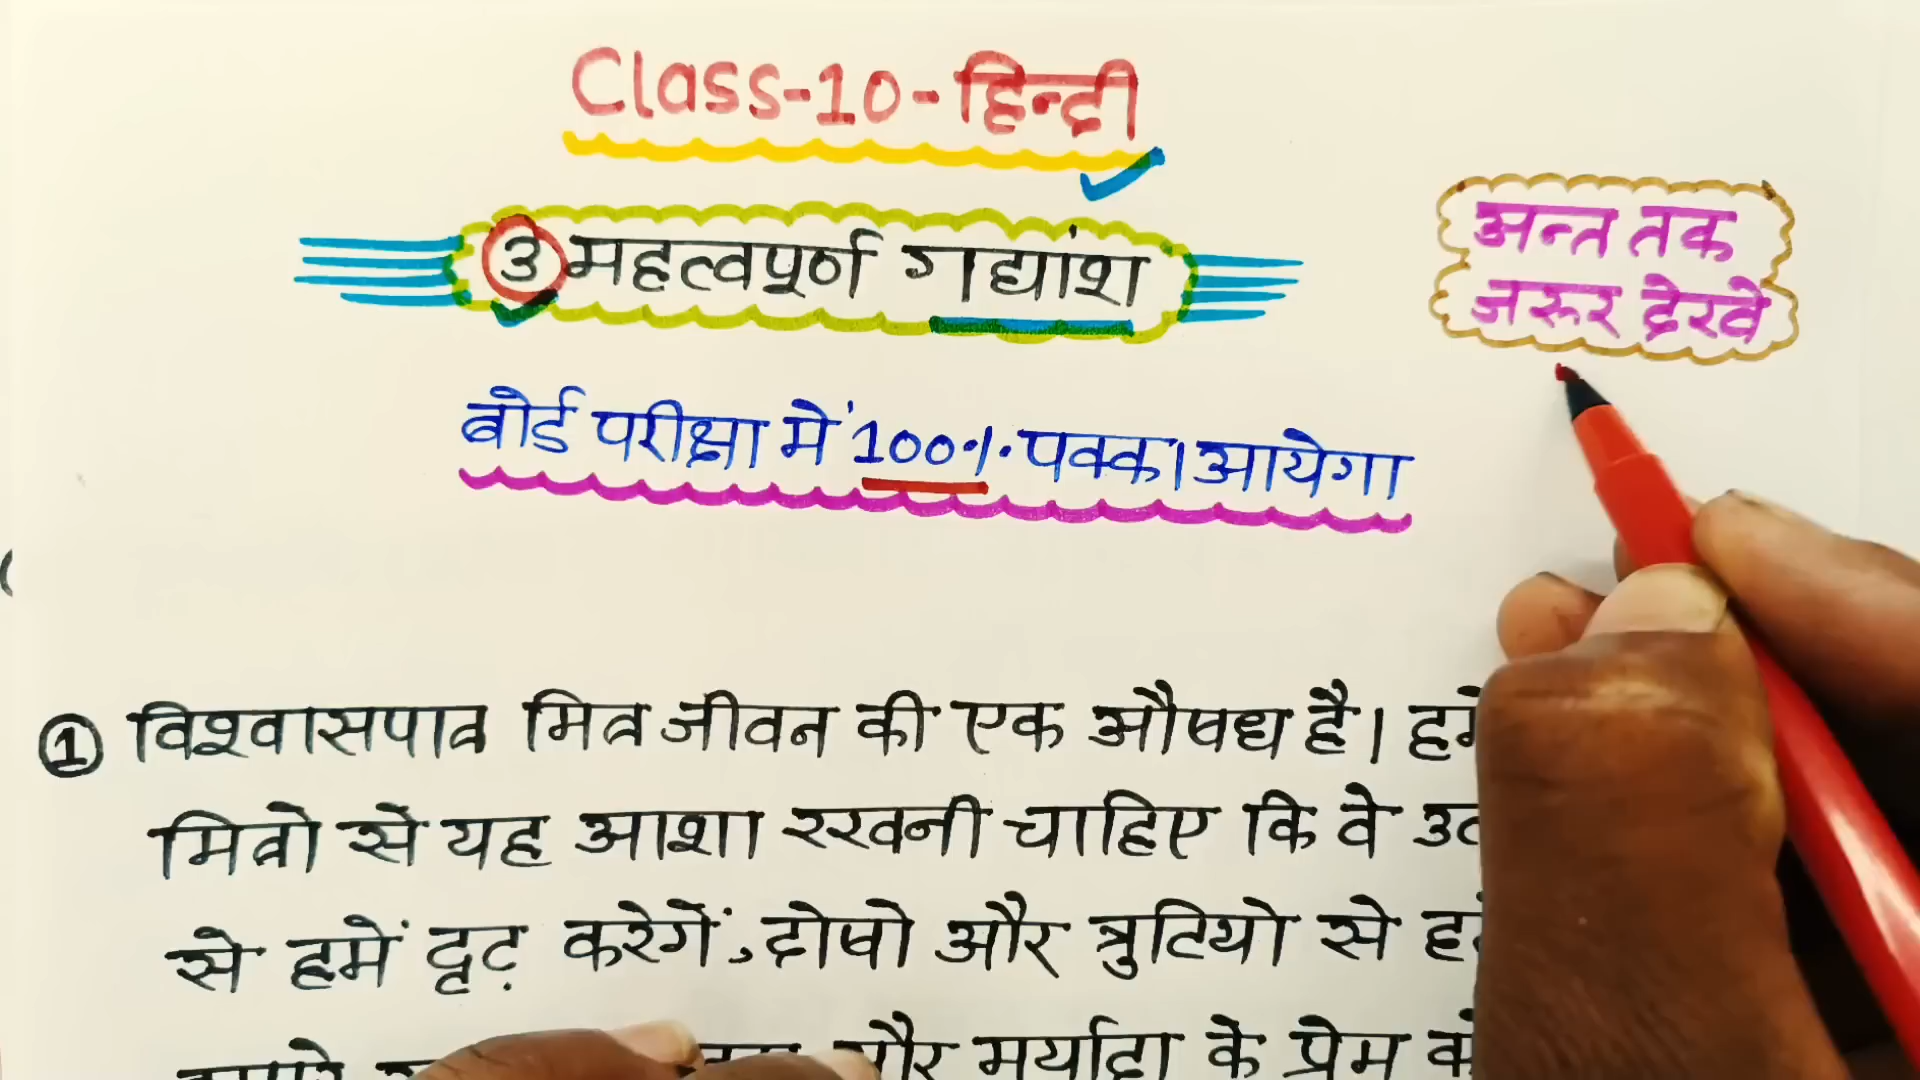 Class-10-हिन्दी
3 महत्वपूर्ण गद्यांश
अन्त तक
जरूर देखे
बोर्ड परीक्षा में 100% पक्का आयेगा
① विश्वासपात्र मित्र जीवन की एक औषध है। हमें
मित्रो से यह आशा रखनी चाहिए कि वे
से हमें दृढ़ करेगें, दोषो और त्रुटियो से
और मर्यादा के प्रेम